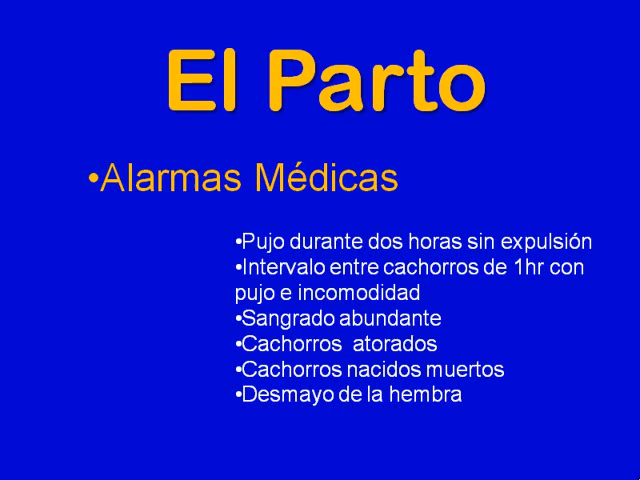 El Parto
•Alarmas Médicas
•Pujo durante dos horas sin expulsión
•Intervalo entre cachorros de 1hr con
pujo e incomodidad
•Sangrado abundante
•Cachorros  atorados
•Cachorros nacidos muertos
•Desmayo de la hembra